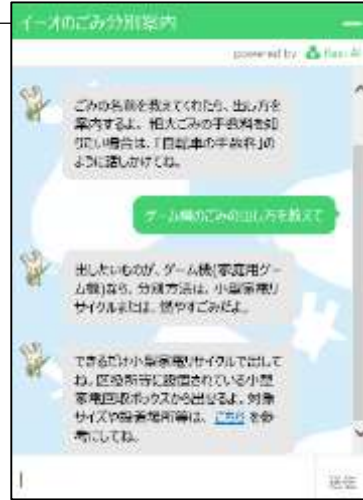 イーオのごみ分別案内
powered by
ごみの名前を教えてくれたら、出し方を
案内するよ。粗大ごみの手数料を知
りたい場合は、「自転車の手数料」の
ように話しかけてね。
ゲーム機のごみの出し方を教えて
出したいものが、ゲーム機(家庭用ゲー
ム機)なら、分別方法は、小型家電リ
サイクルまたは、燃やすごみだよ。
できるだけ小型家電リサイクルで出して
ね。区役所等に設置されている小型
家電回収ボックスから出せるよ。対象
サイズや設置場所等は、こちらを参
考にしてね。
送信